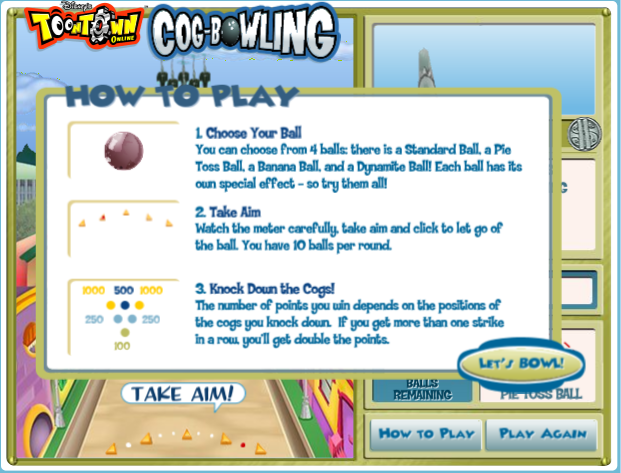 Disney's
TOONTOWN
ONLINE
COG-BOWLING
HOW TO PLAY
1. Choose Your Ball
You can choose from 4 balls: there is a Standard Ball, a Pie
Toss Ball, a Banana Ball, and a Dynamite Ball! Each ball has its
own special effect - so try them all!
2. Take Aim
Watch the meter carefully, take aim and click to let go of
the ball. You have 10 balls per round.
1000 500 1000
250 250
100
3. Knock Down the Cogs!
The number of points you win depends on the positions of
the cogs you knock down. If you get more than one strike
in a row, you'll get double the points.
LET'S BOWL!
BALLS
REMAINING
PIE TOSS BALL
TAKE AIM!
HOW TO PLAY
PLAY AGAIN